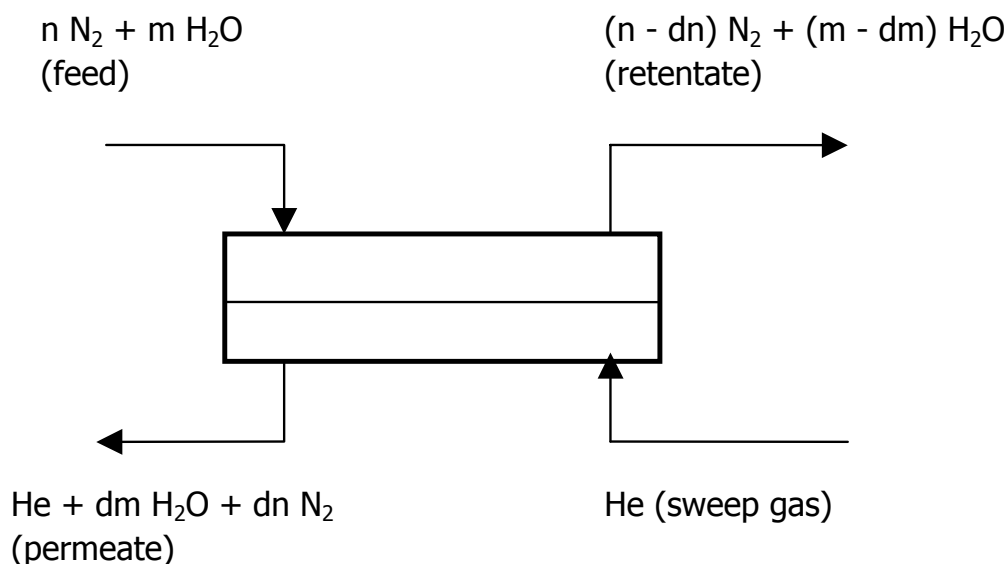 n N₂ + m H₂O
(feed)
(n - dn) N₂ + (m - dm) H₂O
(retentate)
He + dm H₂O + dn N₂
(permeate)
He (sweep gas)